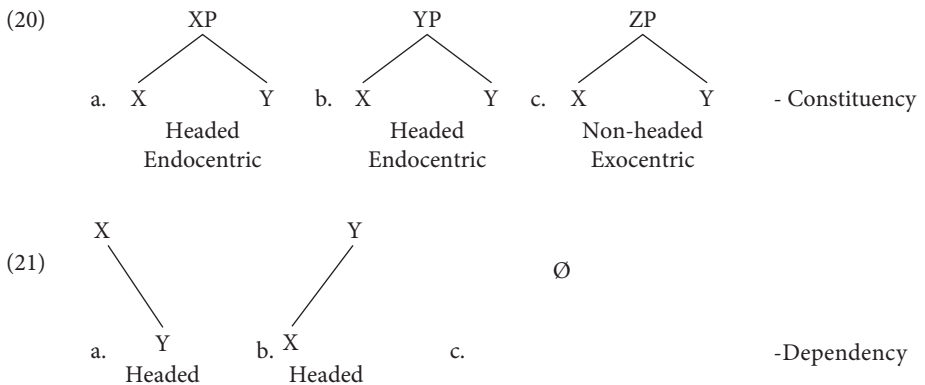 (20) XP YP ZP
a. X Y b. X Y c. X Y - Constituency
Headed Headed Non-headed
Endocentric Endocentric Exocentric
X Y
(21) Ø
a. Y b. X c. -Dependency
Headed Headed